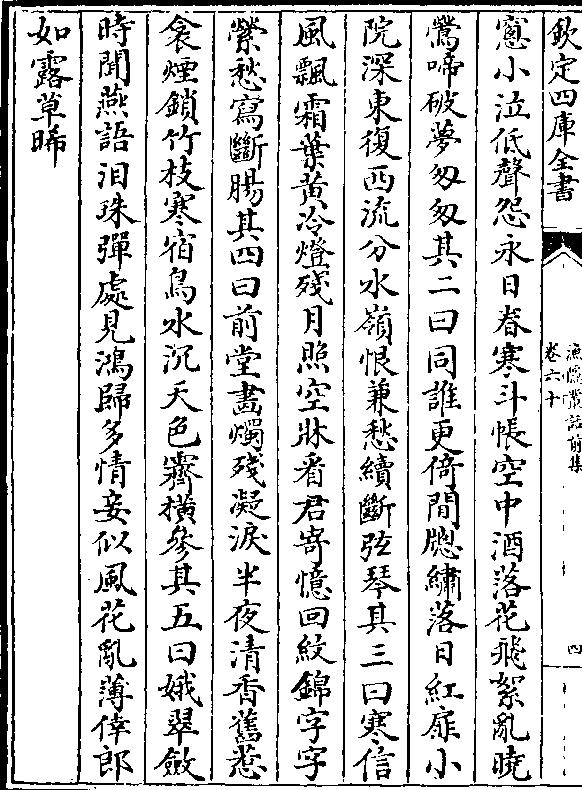 欽定四庫全書
漁隱叢話前集
卷六十
四
窻小泣低聲怨永日春寒斗帳空中酒落花飛絮亂曉
鶯啼破夢匆匆其二曰同誰更倚閒牕繡落日紅扉小
院深東復西流分水嶺恨兼愁續斷弦琴其三曰寒信
風飄霜葉黃冷燈殘月照空牀看君寄憶回紋錦字字
縈愁寫斷腸其四曰前堂畵燭殘凝淚半夜清香舊惹
衾煙鎖竹枝寒宿鳥水沉天色霽橫參其五曰娥翠斂
時聞燕語泪珠彈處見鴻歸多情妾似風花亂薄倖郎
如露草晞